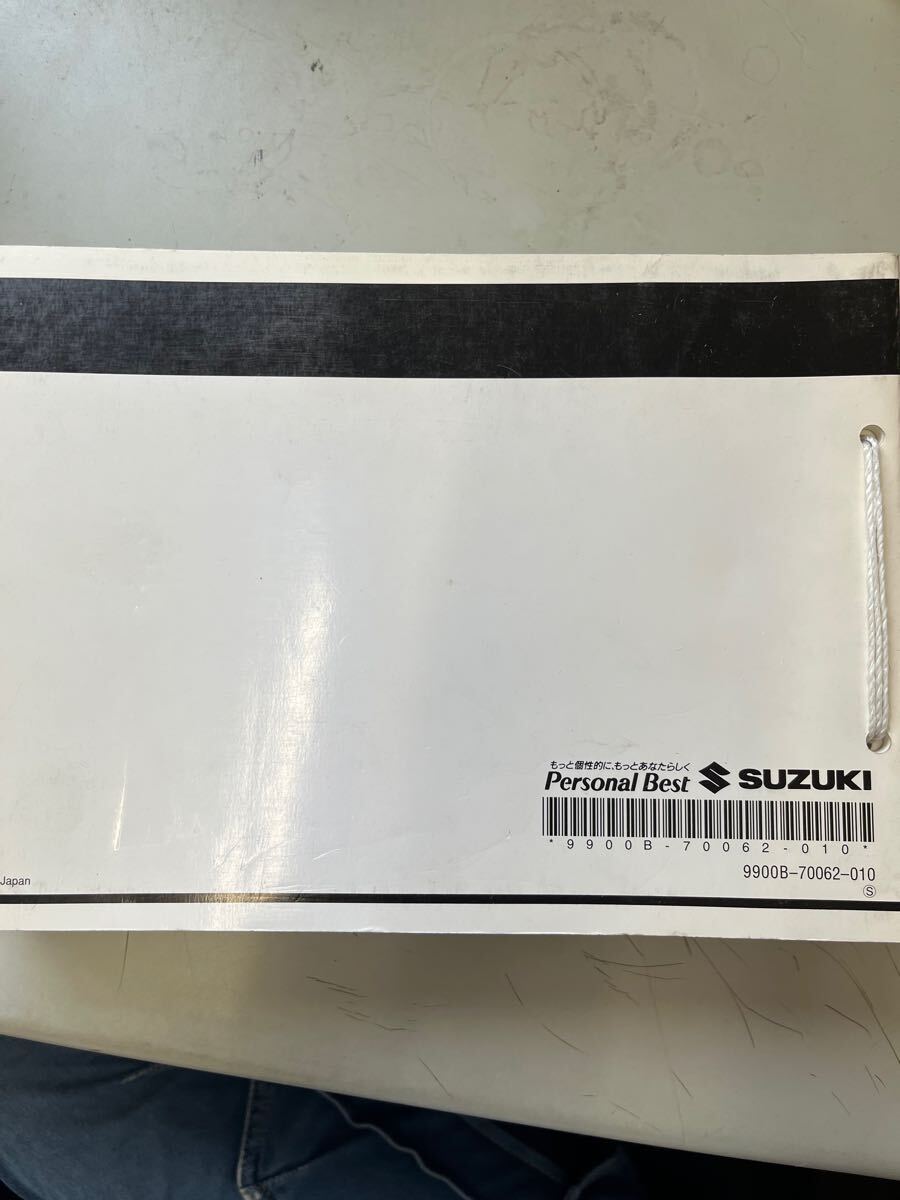 もっと個性的に、もっとあなたらしく
Personal Best SUZUKI
*9900B-70062-010*
9900B-70062-010
Ⓢ
Japan